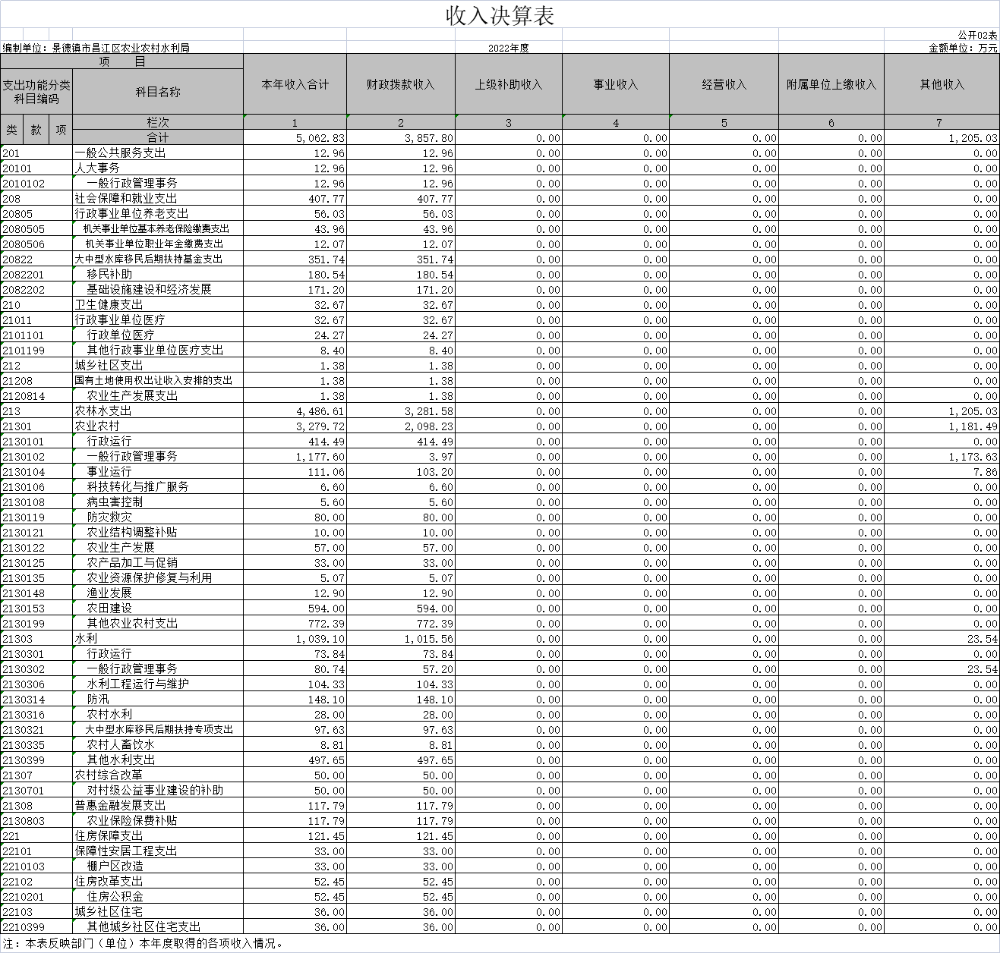 收入决算表
公开02表
编制单位：景德镇市昌江区农业农村水利局 2022年度 金额单位：万元
项 目 本年收入合计 财政拨款收入 上级补助收入 事业收入 经营收入 附属单位上缴收入 其他收入
支出功能分类科目编码 科目名称
类 款 项 栏次 1 2 3 4 5 6 7
合计 5,062.83 3,857.80 0.00 0.00 0.00 0.00 1,205.03
201 一般公共服务支出 12.96 12.96 0.00 0.00 0.00 0.00 0.00
20101 人大事务 12.96 12.96 0.00 0.00 0.00 0.00 0.00
2010102 一般行政管理事务 12.96 12.96 0.00 0.00 0.00 0.00 0.00
208 社会保障和就业支出 407.77 407.77 0.00 0.00 0.00 0.00 0.00
20805 行政事业单位养老支出 56.03 56.03 0.00 0.00 0.00 0.00 0.00
2080505 机关事业单位基本养老保险缴费支出 43.96 43.96 0.00 0.00 0.00 0.00 0.00
2080506 机关事业单位职业年金缴费支出 12.07 12.07 0.00 0.00 0.00 0.00 0.00
20822 大中型水库移民后期扶持基金支出 351.74 351.74 0.00 0.00 0.00 0.00 0.00
2082201 移民补助 180.54 180.54 0.00 0.00 0.00 0.00 0.00
2082202 基础设施建设和经济发展 171.20 171.20 0.00 0.00 0.00 0.00 0.00
210 卫生健康支出 32.67 32.67 0.00 0.00 0.00 0.00 0.00
21011 行政事业单位医疗 32.67 32.67 0.00 0.00 0.00 0.00 0.00
2101101 行政单位医疗 24.27 24.27 0.00 0.00 0.00 0.00 0.00
2101199 其他行政事业单位医疗支出 8.40 8.40 0.00 0.00 0.00 0.00 0.00
212 城乡社区支出 1.38 1.38 0.00 0.00 0.00 0.00 0.00
21208 国有土地使用权出让收入安排的支出 1.38 1.38 0.00 0.00 0.00 0.00 0.00
2120814 农业生产发展支出 1.38 1.38 0.00 0.00 0.00 0.00 0.00
213 农林水支出 4,486.61 3,281.58 0.00 0.00 0.00 0.00 1,205.03
21301 农业农村 3,279.72 2,098.23 0.00 0.00 0.00 0.00 1,181.49
2130101 行政运行 414.49 414.49 0.00 0.00 0.00 0.00 0.00
2130102 一般行政管理事务 1,177.60 3.97 0.00 0.00 0.00 0.00 1,173.63
2130104 事业运行 111.06 103.20 0.00 0.00 0.00 0.00 7.86
2130106 科技转化与推广服务 6.60 6.60 0.00 0.00 0.00 0.00 0.00
2130108 病虫害控制 5.60 5.60 0.00 0.00 0.00 0.00 0.00
2130119 防灾救灾 80.00 80.00 0.00 0.00 0.00 0.00 0.00
2130121 农业结构调整补贴 10.00 10.00 0.00 0.00 0.00 0.00 0.00
2130122 农业生产发展 57.00 57.00 0.00 0.00 0.00 0.00 0.00
2130125 农产品加工与促销 33.00 33.00 0.00 0.00 0.00 0.00 0.00
2130135 农业资源保护修复与利用 5.07 5.07 0.00 0.00 0.00 0.00 0.00
2130148 渔业发展 12.90 12.90 0.00 0.00 0.00 0.00 0.00
2130153 农田建设 594.00 594.00 0.00 0.00 0.00 0.00 0.00
2130199 其他农业农村支出 772.39 772.39 0.00 0.00 0.00 0.00 0.00
21303 水利 1,039.10 1,015.56 0.00 0.00 0.00 0.00 23.54
2130301 行政运行 73.84 73.84 0.00 0.00 0.00 0.00 0.00
2130302 一般行政管理事务 80.74 57.20 0.00 0.00 0.00 0.00 23.54
2130306 水利工程运行与维护 104.33 104.33 0.00 0.00 0.00 0.00 0.00
2130314 防汛 148.10 148.10 0.00 0.00 0.00 0.00 0.00
2130316 农村水利 28.00 28.00 0.00 0.00 0.00 0.00 0.00
2130321 大中型水库移民后期扶持专项支出 97.63 97.63 0.00 0.00 0.00 0.00 0.00
2130335 农村人畜饮水 8.81 8.81 0.00 0.00 0.00 0.00 0.00
2130399 其他水利支出 497.65 497.65 0.00 0.00 0.00 0.00 0.00
21307 农村综合改革 50.00 50.00 0.00 0.00 0.00 0.00 0.00
2130701 对村级公益事业建设的补助 50.00 50.00 0.00 0.00 0.00 0.00 0.00
21308 普惠金融发展支出 117.79 117.79 0.00 0.00 0.00 0.00 0.00
2130803 农业保险保费补贴 117.79 117.79 0.00 0.00 0.00 0.00 0.00
221 住房保障支出 121.45 121.45 0.00 0.00 0.00 0.00 0.00
22101 保障性安居工程支出 33.00 33.00 0.00 0.00 0.00 0.00 0.00
2210103 棚户区改造 33.00 33.00 0.00 0.00 0.00 0.00 0.00
22102 住房改革支出 52.45 52.45 0.00 0.00 0.00 0.00 0.00
2210201 住房公积金 52.45 52.45 0.00 0.00 0.00 0.00 0.00
22103 城乡社区住宅 36.00 36.00 0.00 0.00 0.00 0.00 0.00
2210399 其他城乡社区住宅支出 36.00 36.00 0.00 0.00 0.00 0.00 0.00
注：本表反映部门（单位）本年度取得的各项收入情况。